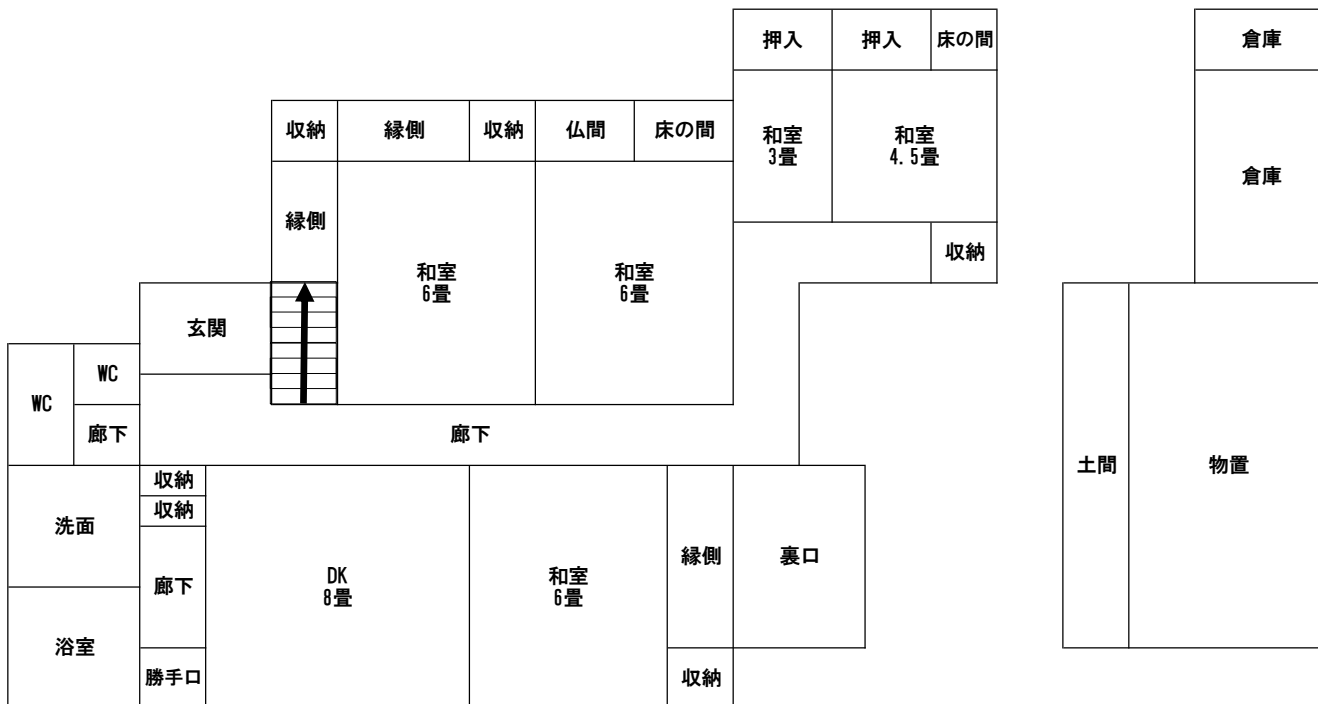 押入
押入
床の間
倉庫
収納
縁側
収納
仏間
床の間
和室
3畳
和室
4.5畳
倉庫
縁側
収納
和室
6畳
和室
6畳
玄関
WC
WC
廊下
廊下
土間
物置
収納
収納
洗面
廊下
DK
8畳
和室
6畳
縁側
裏口
浴室
勝手口
収納